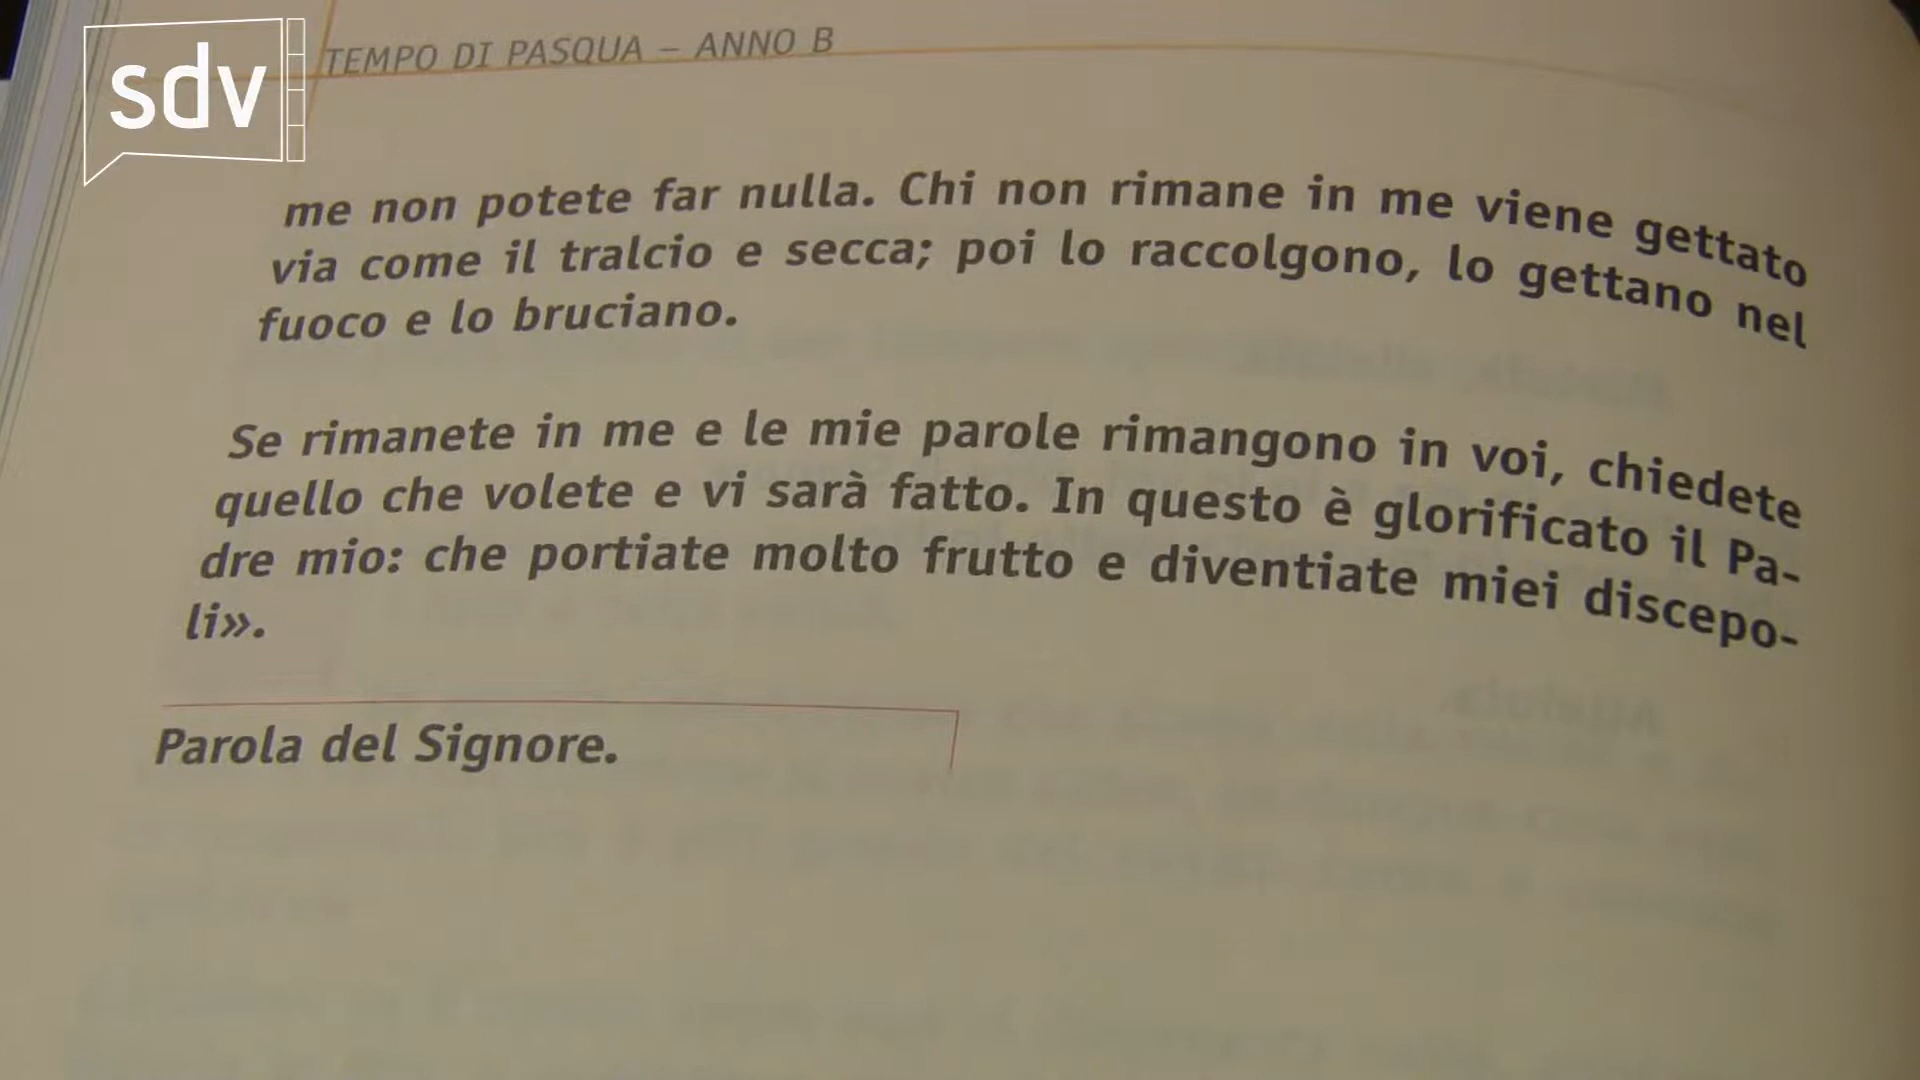 sdv
TEMPO DI PASQUA – ANNO B
me non potete far nulla. Chi non rimane in me viene gettato
via come il tralcio e secca; poi lo raccolgono, lo gettano nel
fuoco e lo bruciano.
Se rimanete in me e le mie parole rimangono in voi, chiedete
quello che volete e vi sarà fatto. In questo è glorificato il Pa-
dre mio: che portiate molto frutto e diventiate miei discepo-
li».
Parola del Signore.